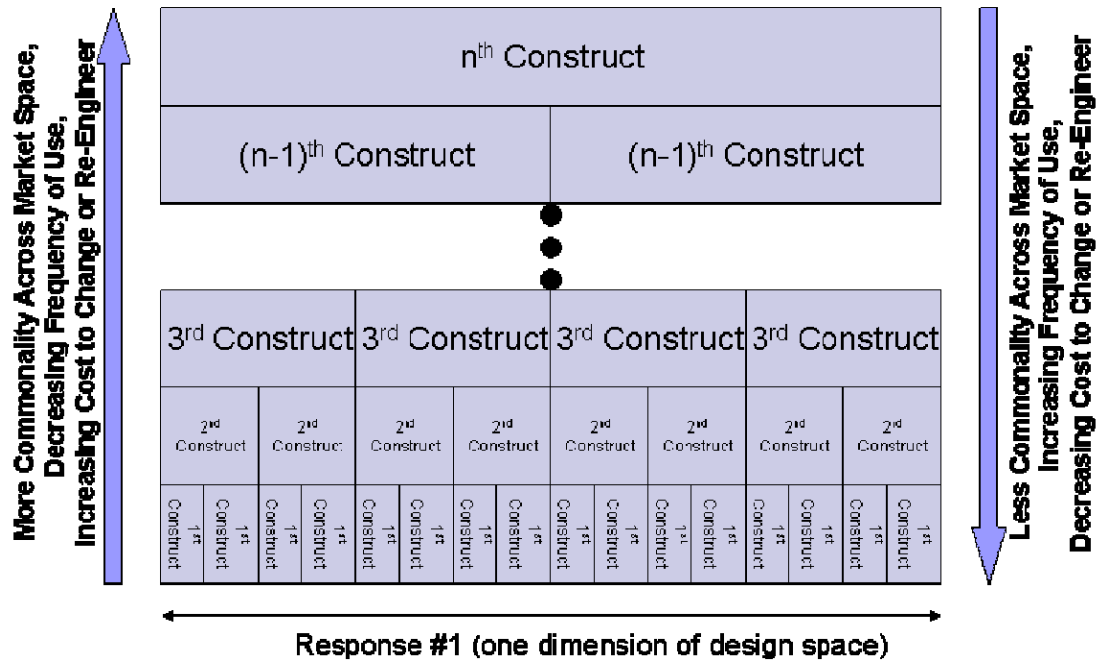 More Commonality Across Market Space,
Decreasing Frequency of Use,
Increasing Cost to Change or Re-Engineer
nth Construct
(n-1)th Construct (n-1)th Construct
3rd Construct 3rd Construct 3rd Construct 3rd Construct
2nd 2nd 2nd 2nd 2nd 2nd 2nd 2nd
Construct Construct Construct Construct Construct Construct Construct Construct
1st 1st 1st 1st 1st 1st 1st 1st 1st 1st 1st 1st 1st 1st 1st 1st
Construct Construct Construct Construct Construct Construct Construct Construct Construct Construct Construct Construct Construct Construct Construct Construct
Response #1 (one dimension of design space)
Less Commonality Across Market Space,
Increasing Frequency of Use,
Decreasing Cost to Change or Re-Engineer